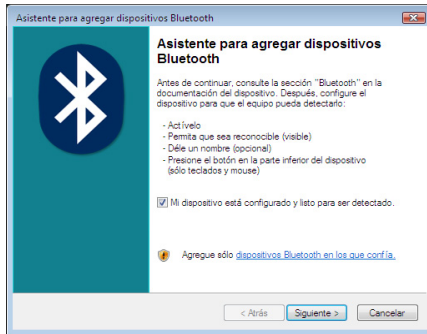 Asistente para agregar dispositivos Bluetooth
Asistente para agregar dispositivos
Bluetooth
Antes de continuar, consulte la sección "Bluetooth" en la
documentación del dispositivo. Después, configure el
dispositivo para que el equipo pueda detectarlo:
- Actívelo
- Permita que sea reconocible (visible)
- Déle un nombre (opcional)
- Presione el botón en la parte inferior del dispositivo
(sólo teclados y mouse)
Mi dispositivo está configurado y listo para ser detectado.
Agregue sólo dispositivos Bluetooth en los que confía.
< Atrás Siguiente > Cancelar